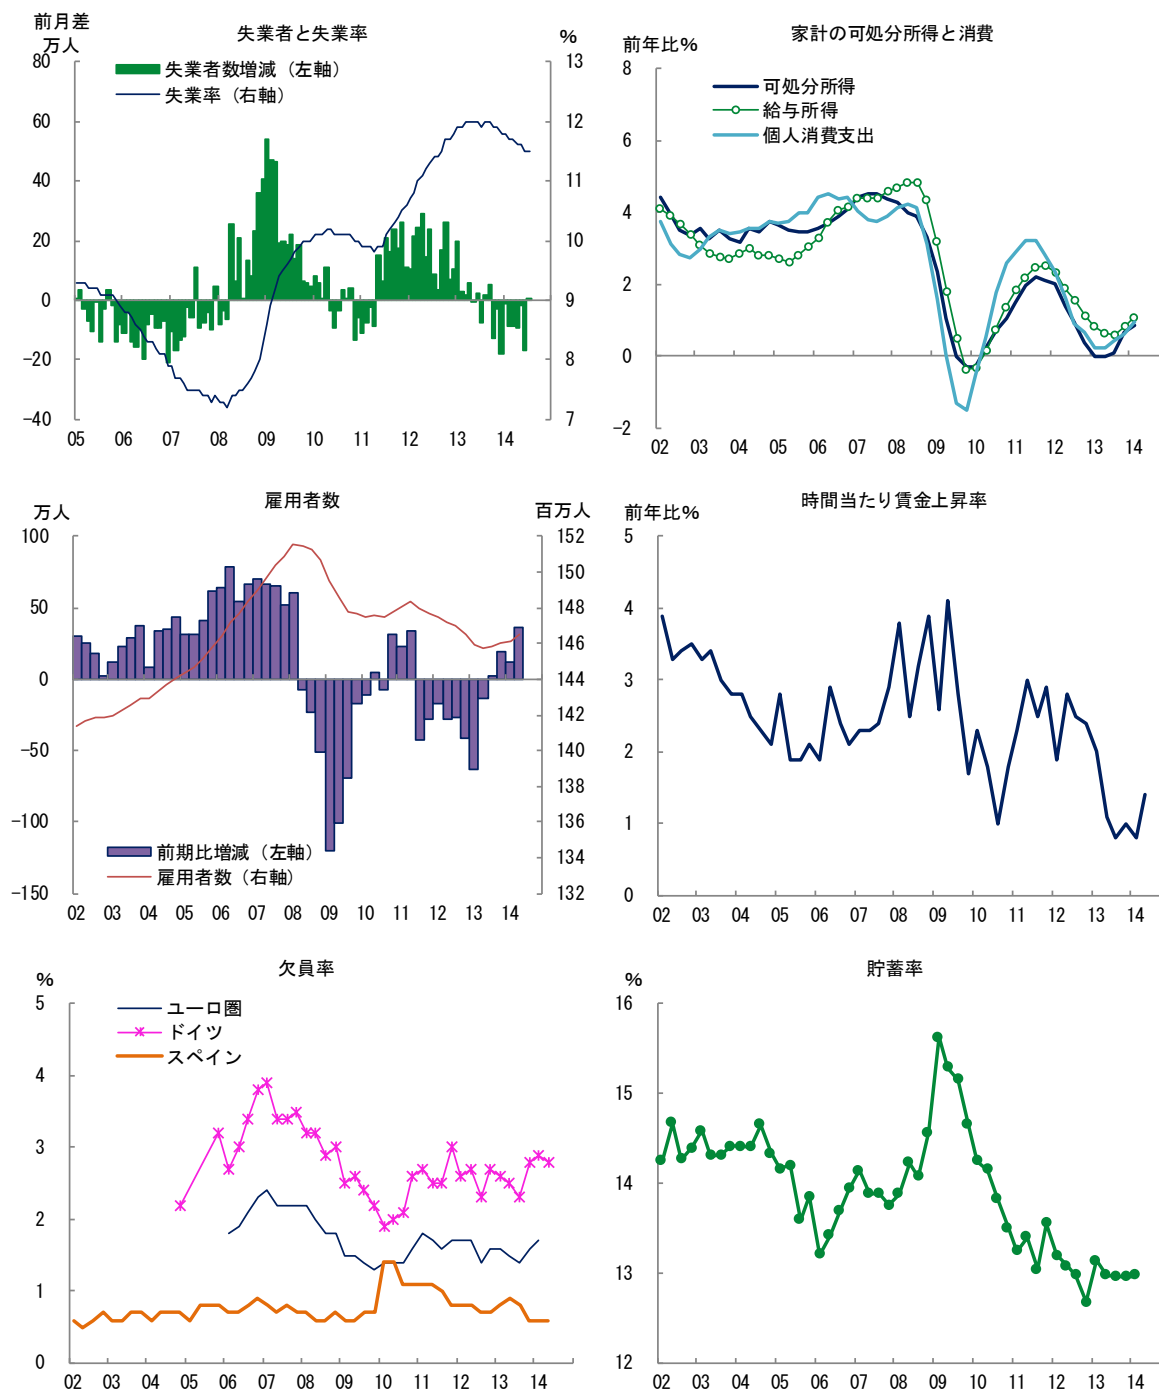 失業者と失業率
前月差
万人
%
失業者数増減（左軸）
失業率（右軸）
80
60
40
20
0
−20
−40
13
12
11
10
9
8
7
05 06 07 08 09 10 11 12 13 14
家計の可処分所得と消費
前年比%
可処分所得
給与所得
個人消費支出
8
6
4
2
0
−2
02 03 04 05 06 07 08 09 10 11 12 13 14
雇用者数
万人
百万人
100
50
0
−50
−100
−150
152
150
148
146
144
142
140
138
136
134
132
前期比増減（左軸）
雇用者数（右軸）
02 03 04 05 06 07 08 09 10 11 12 13 14
時間当たり賃金上昇率
前年比%
5
4
3
2
1
0
02 03 04 05 06 07 08 09 10 11 12 13 14
欠員率
%
ユーロ圏
ドイツ
スペイン
5
4
3
2
1
0
02 03 04 05 06 07 08 09 10 11 12 13 14
貯蓄率
%
16
15
14
13
12
02 03 04 05 06 07 08 09 10 11 12 13 14